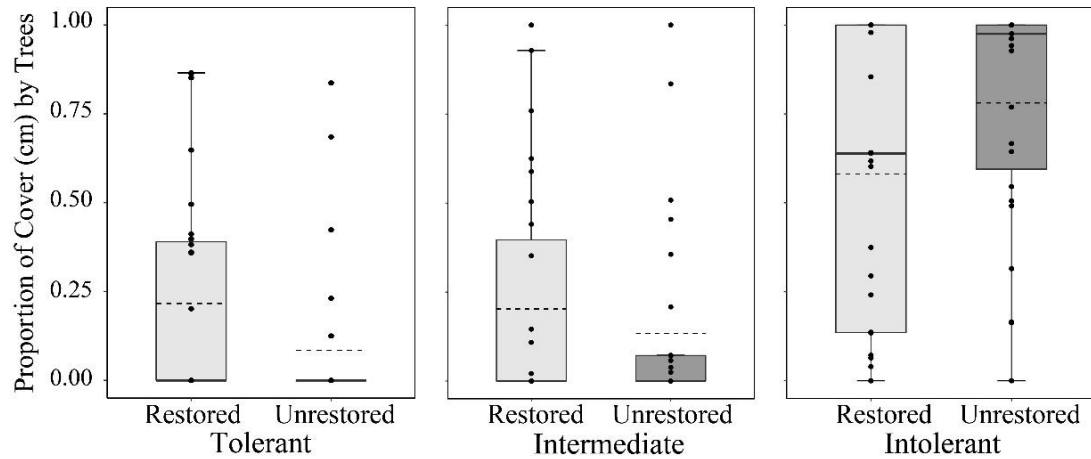 Proportion of Cover (cm) by Trees
1.00
0.75
0.50
0.25
0.00
Restored Unrestored Restored Unrestored Restored Unrestored
Tolerant Intermediate Intolerant